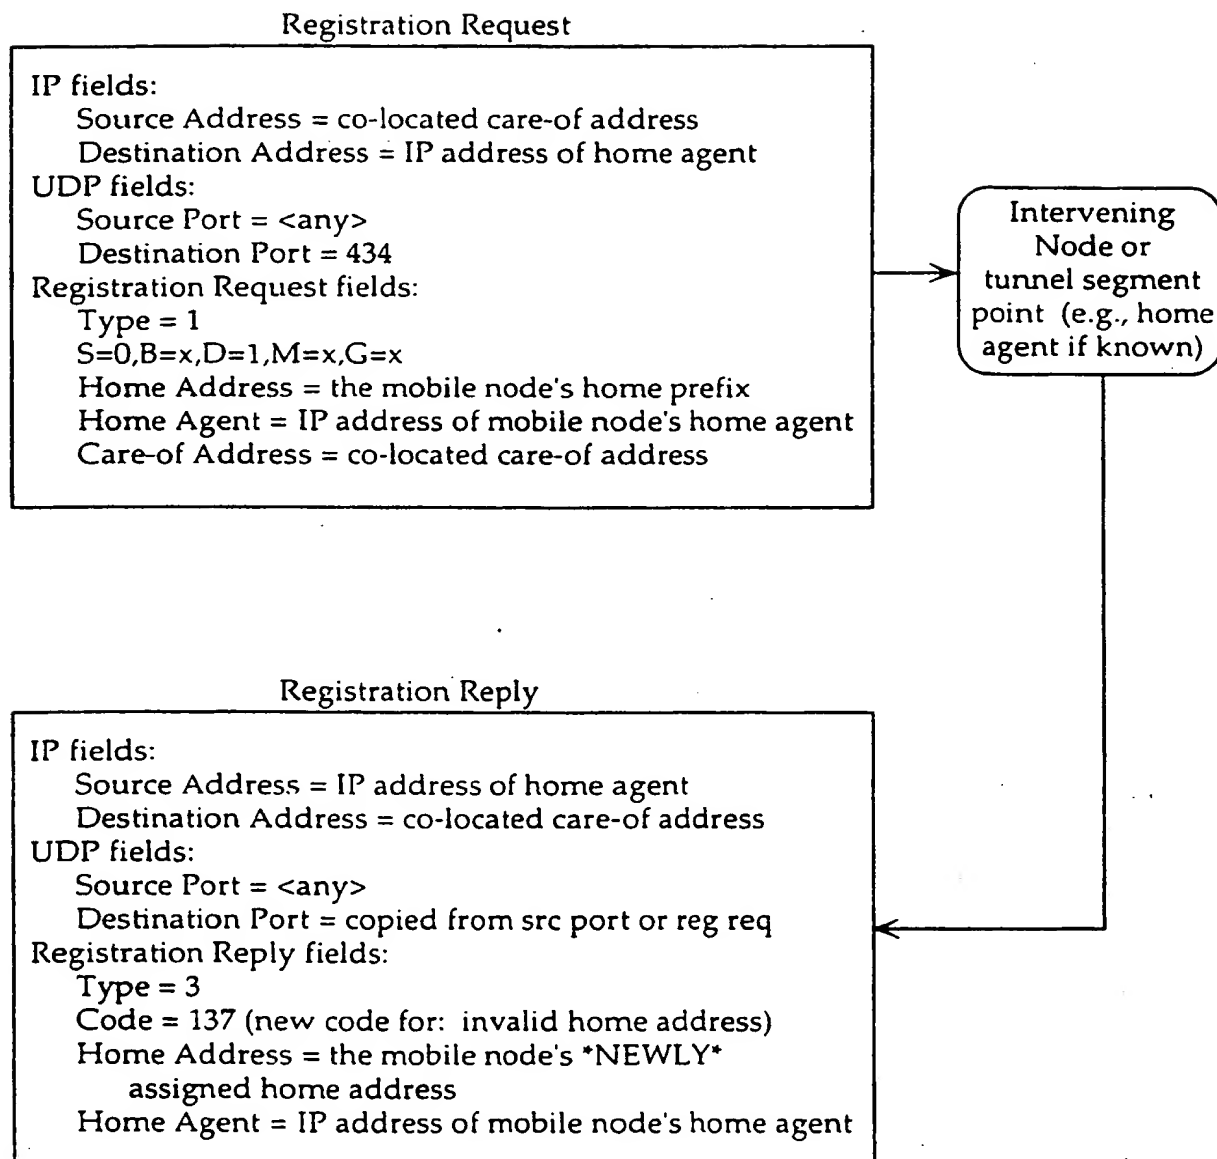 Registration Request
IP fields:
Source Address = co-located care-of address
Destination Address = IP address of home agent
UDP fields:
Source Port = <any>
Destination Port = 434
Registration Request fields:
Type = 1
S=0,B=x,D=1,M=x,G=x
Home Address = the mobile node's home prefix
Home Agent = IP address of mobile node's home agent
Care-of Address = co-located care-of address
Intervening
Node or
tunnel segment
point (e.g., home
agent if known)
Registration Reply
IP fields:
Source Address = IP address of home agent
Destination Address = co-located care-of address
UDP fields:
Source Port = <any>
Destination Port = copied from src port or reg req
Registration Reply fields:
Type = 3
Code = 137 (new code for: invalid home address)
Home Address = the mobile node's *NEWLY*
assigned home address
Home Agent = IP address of mobile node's home agent